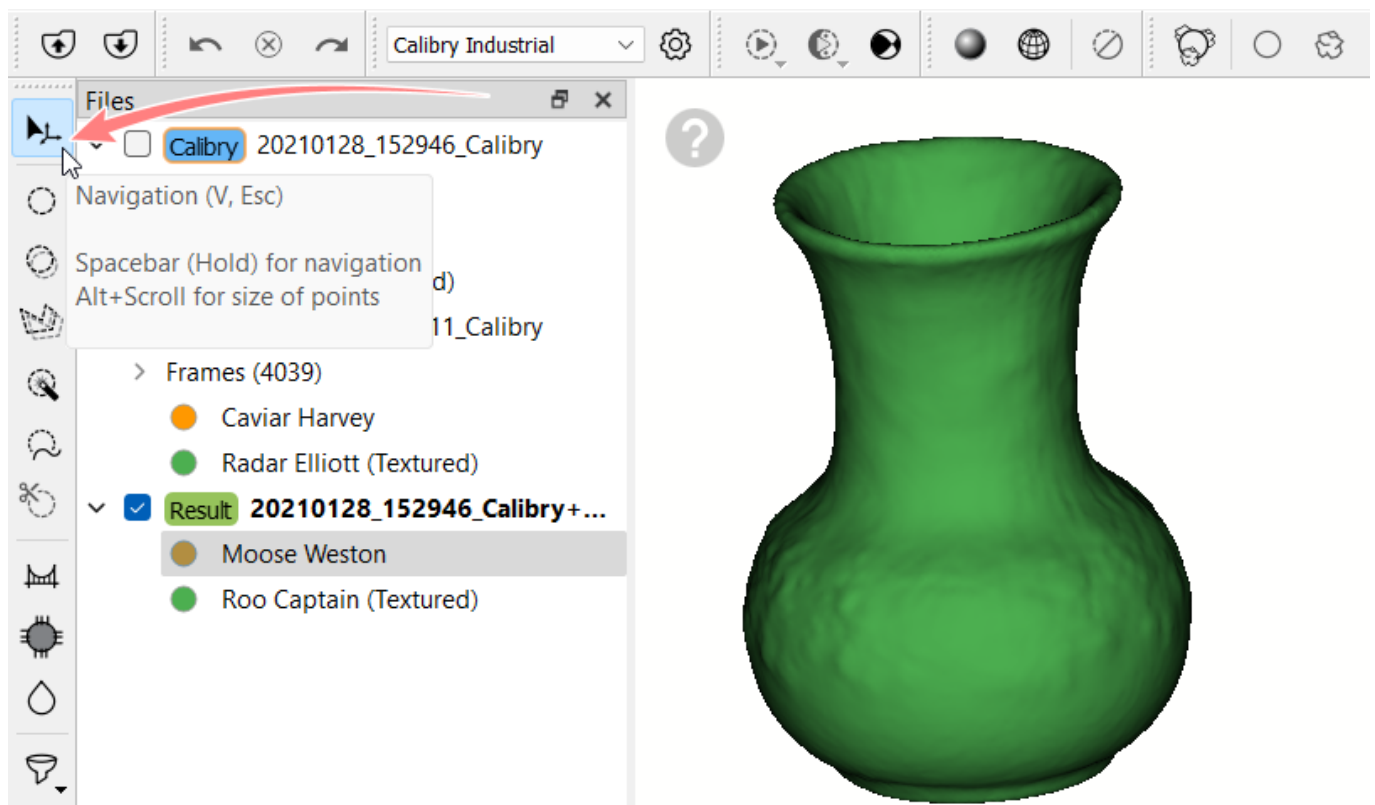 Calibry Industrial
Files
Calibry 20210128_152946_Calibry
Navigation (V, Esc)
Spacebar (Hold) for navigation
Alt+Scroll for size of points
d)
11_Calibry
Frames (4039)
Caviar Harvey
Radar Elliott (Textured)
Result 20210128_152946_Calibry+...
Moose Weston
Roo Captain (Textured)
?